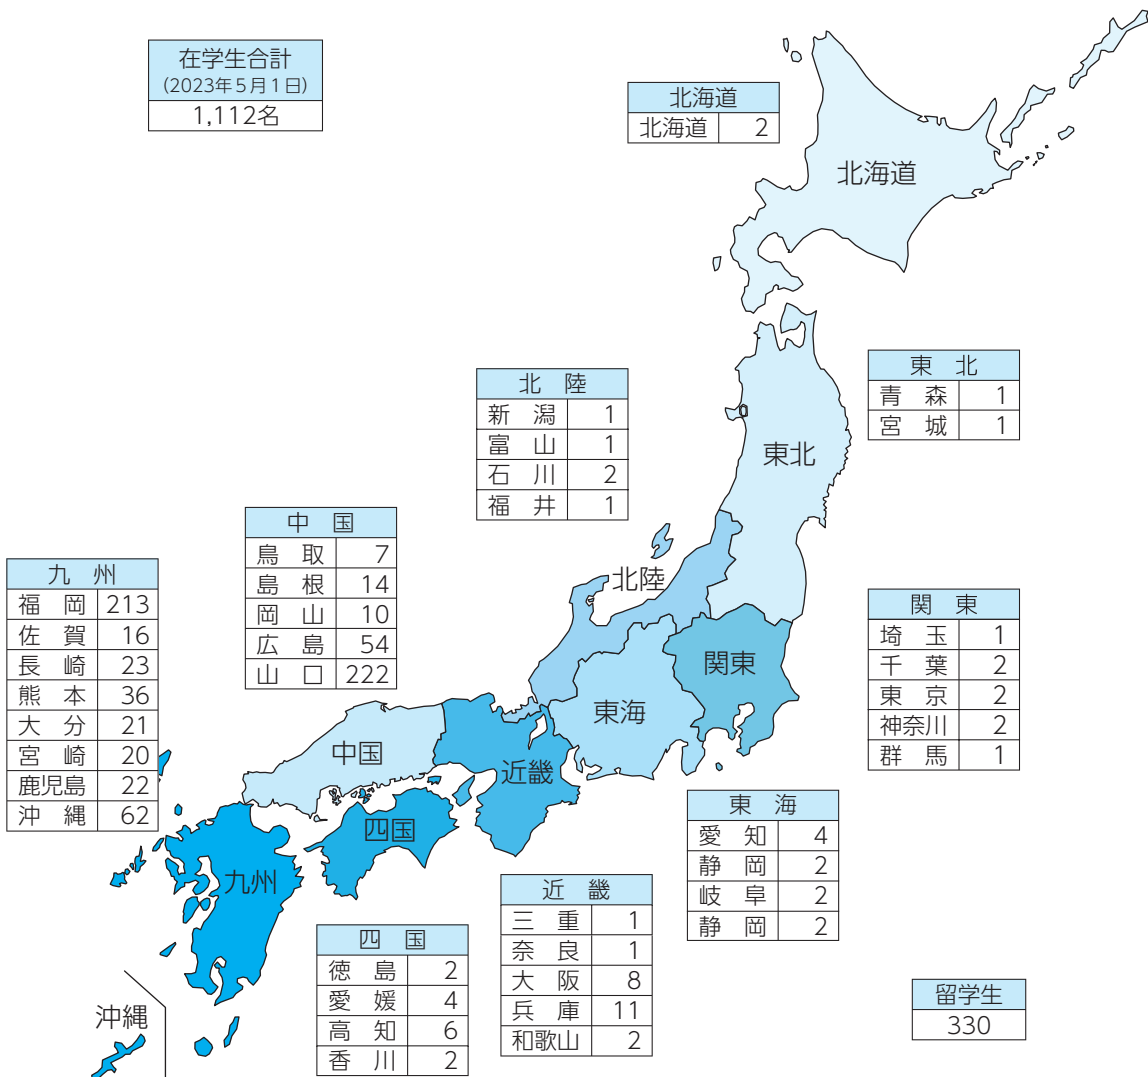 在学生合計
(2023年5月1日)
1,112名
北海道
北海道 2
北海道
東 北
青 森 1
宮 城 1
東北
北 陸
新 潟 1
富 山 1
石 川 2
福 井 1
北陸
中 国
鳥 取 7
島 根 14
岡 山 10
広 島 54
山 口 222
中国
九 州
福 岡 213
佐 賀 16
長 崎 23
熊 本 36
大 分 21
宮 崎 20
鹿児島 22
沖 縄 62
九州
関 東
埼 玉 1
千 葉 2
東 京 2
神奈川 2
群 馬 1
関東
東海
東 海
愛 知 4
静 岡 2
岐 阜 2
静 岡 2
近畿
近 畿
三 重 1
奈 良 1
大 阪 8
兵 庫 11
和歌山 2
四国
四 国
徳 島 2
愛 媛 4
高 知 6
香 川 2
沖縄
留学生
330